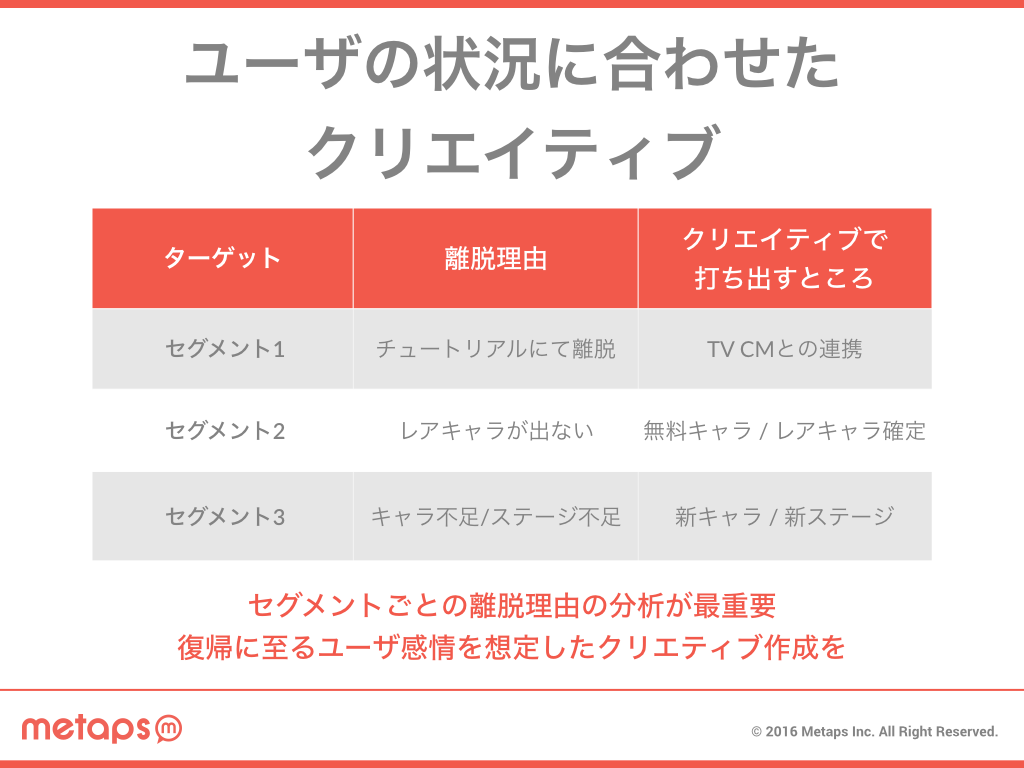 ユーザの状況に合わせた
クリエイティブ
ターゲット
離脱理由
クリエイティブで
打ち出すところ
セグメント1
チュートリアルにて離脱
TV CMとの連携
セグメント2
レアキャラが出ない
無料キャラ / レアキャラ確定
セグメント3
キャラ不足/ステージ不足
新キャラ / 新ステージ
セグメントごとの離脱理由の分析が最重要
復帰に至るユーザ感情を想定したクリエティブ作成を
metaps m
© 2016 Metaps Inc. All Right Reserved.